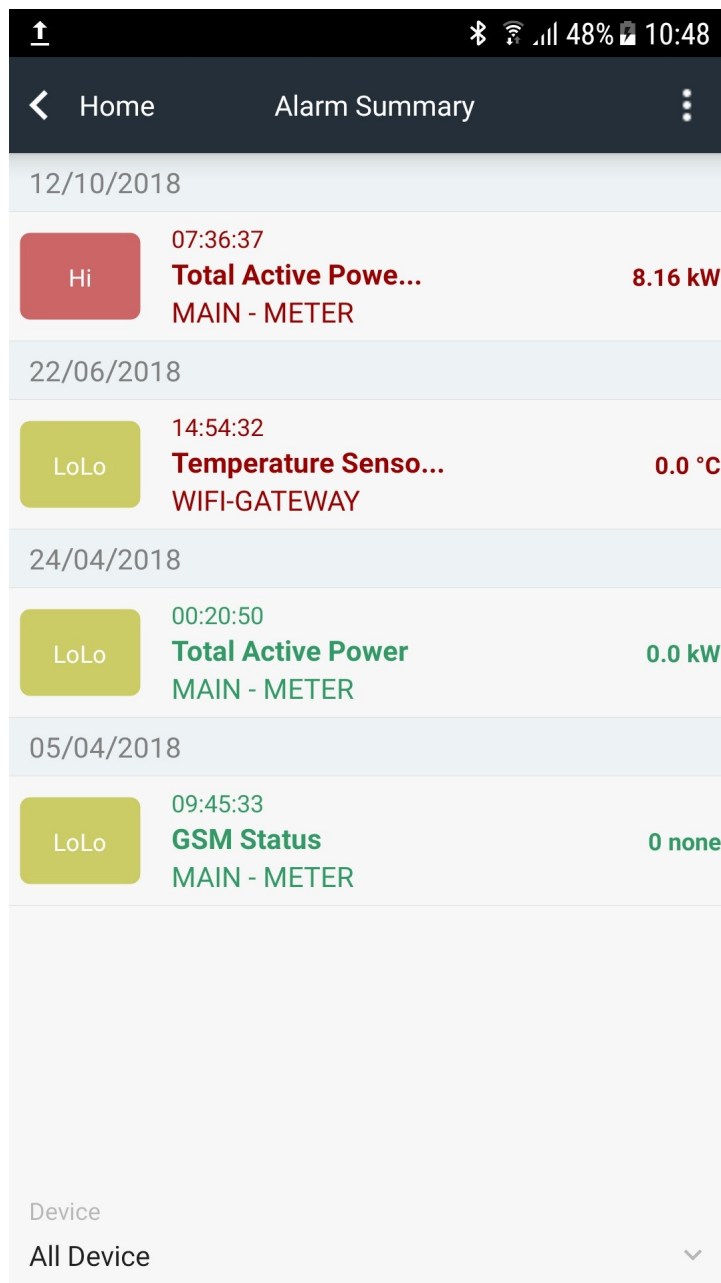 48% 10:48
Home Alarm Summary
12/10/2018
Hi
07:36:37
Total Active Powe...
MAIN - METER
8.16 kW
22/06/2018
LoLo
14:54:32
Temperature Senso...
WIFI-GATEWAY
0.0 °C
24/04/2018
LoLo
00:20:50
Total Active Power
MAIN - METER
0.0 kW
05/04/2018
LoLo
09:45:33
GSM Status
MAIN - METER
0 none
Device
All Device